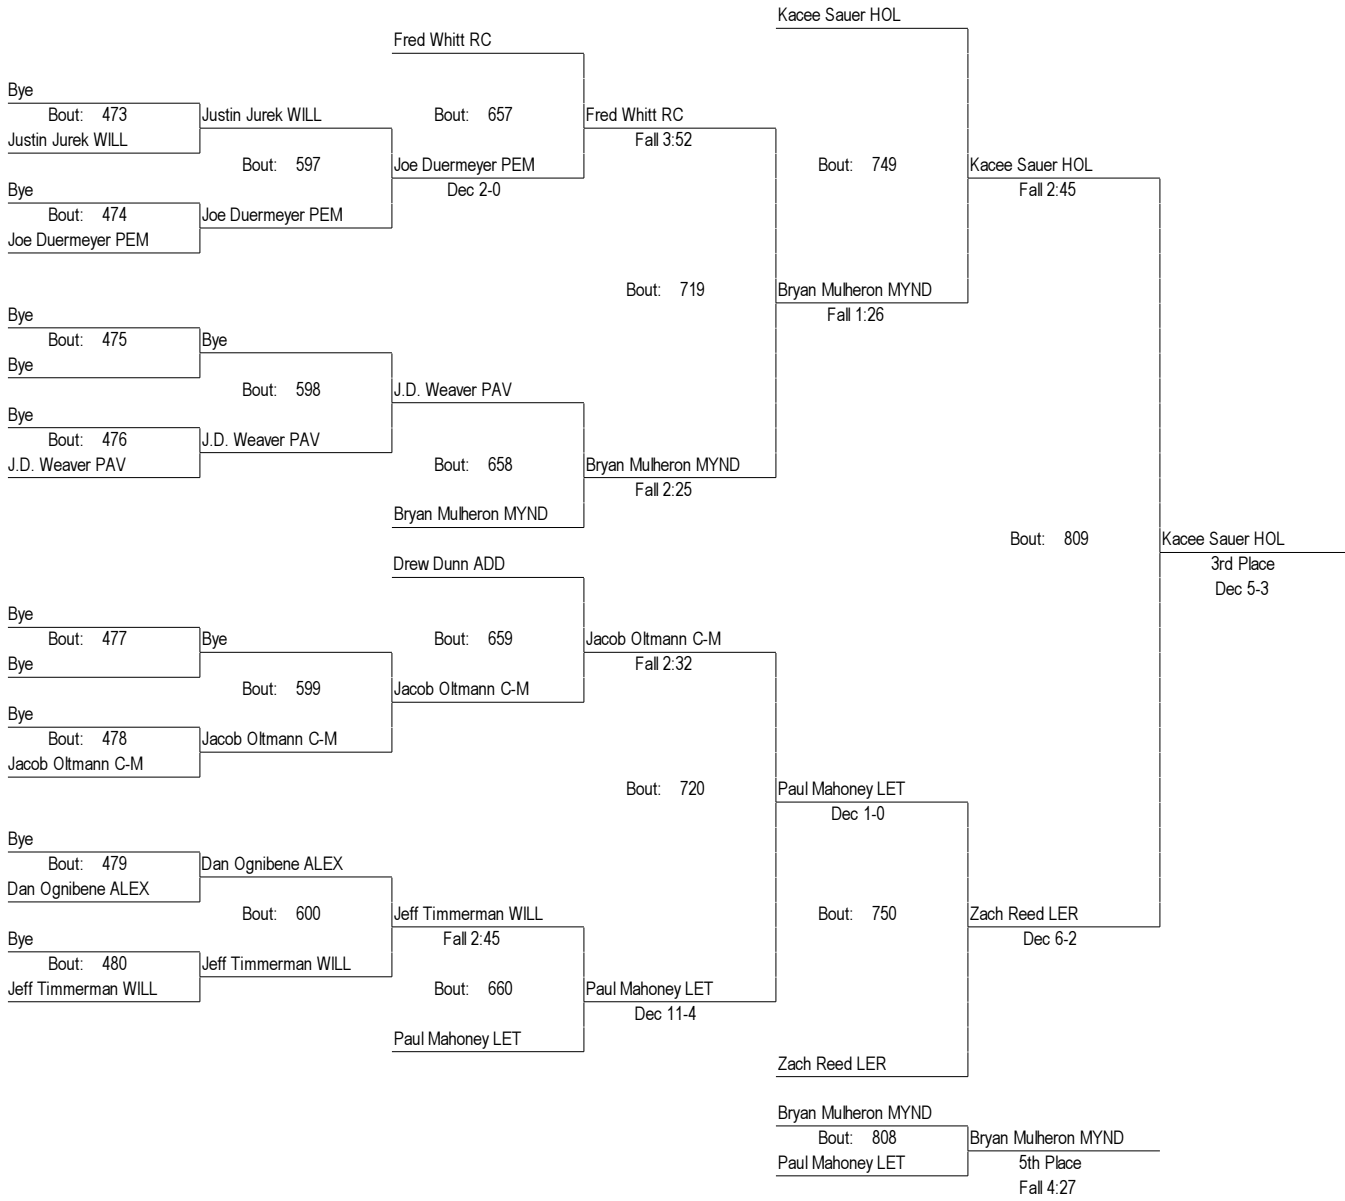 Kacee Sauer HOL
Fred Whitt RC
Bye
Bout: 473 Justin Jurek WILL Bout: 657 Fred Whitt RC
Justin Jurek WILL Fall 3:52
Bout: 597 Joe Duermeyer PEM Bout: 749 Kacee Sauer HOL
Bye Dec 2-0 Fall 2:45
Bout: 474 Joe Duermeyer PEM
Joe Duermeyer PEM
Bout: 719 Bryan Mulheron MYND
Bye Fall 1:26
Bout: 475 Bye
Bye
Bout: 598 J.D. Weaver PAV
Bye
Bout: 476 J.D. Weaver PAV
J.D. Weaver PAV Bout: 658 Bryan Mulheron MYND
Fall 2:25
Bryan Mulheron MYND
Bout: 809 Kacee Sauer HOL
Drew Dunn ADD 3rd Place
Dec 5-3
Bye
Bout: 477 Bye Bout: 659 Jacob Oltmann C-M
Bye Fall 2:32
Bout: 599 Jacob Oltmann C-M
Bye
Bout: 478 Jacob Oltmann C-M
Jacob Oltmann C-M
Bout: 720 Paul Mahoney LET
Dec 1-0
Bye
Bout: 479 Dan Ognibene ALEX
Dan Ognibene ALEX
Bout: 600 Jeff Timmerman WILL Bout: 750 Zach Reed LER
Bye Fall 2:45 Dec 6-2
Bout: 480 Jeff Timmerman WILL
Jeff Timmerman WILL Bout: 660 Paul Mahoney LET
Dec 11-4
Paul Mahoney LET
Zach Reed LER
Bryan Mulheron MYND
Bout: 808 Bryan Mulheron MYND
Paul Mahoney LET 5th Place
Fall 4:27